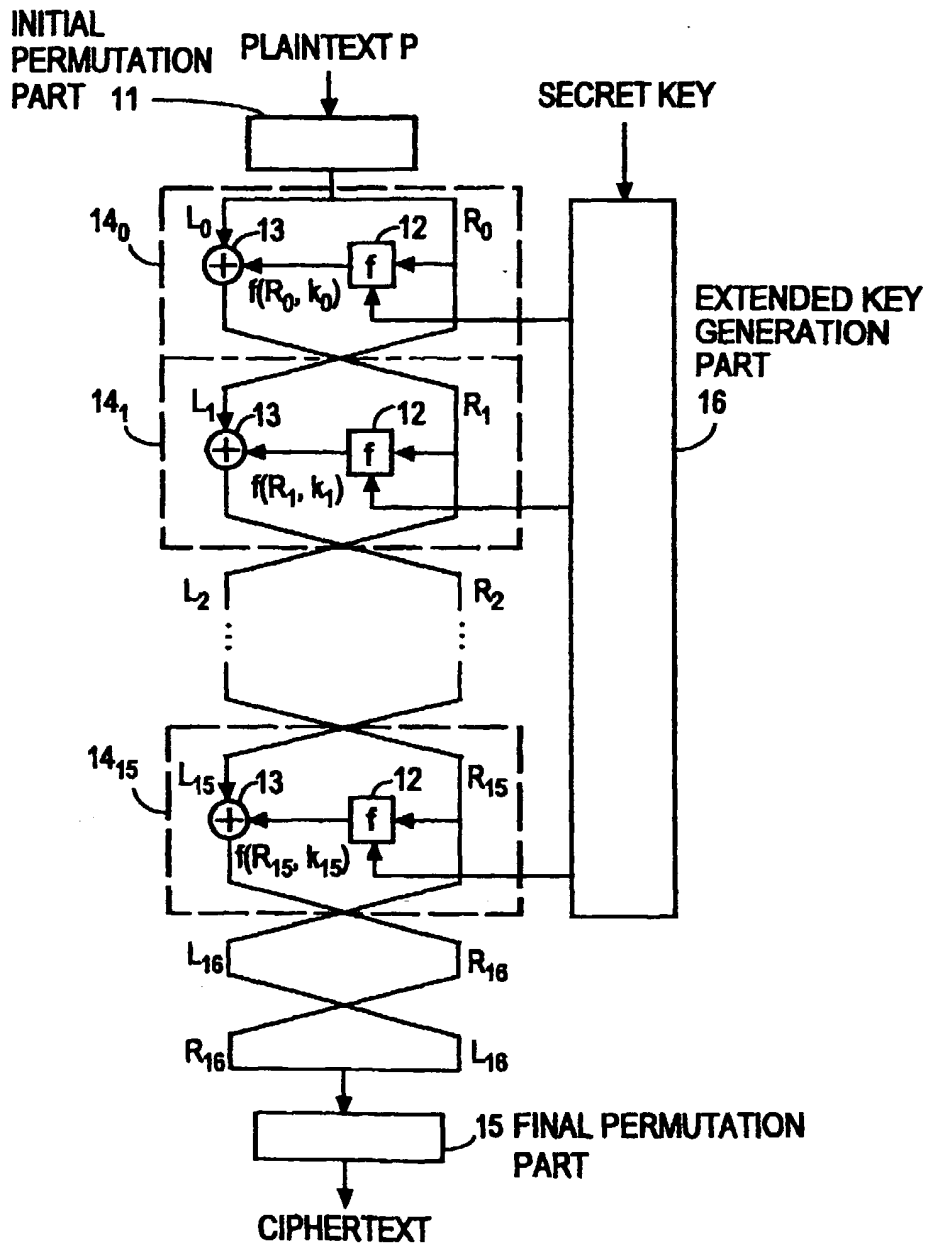 INITIAL
PERMUTATION
PART 11
PLAINTEXT P
SECRET KEY
14₀
L₀
13
12
R₀
f
f(R₀, k₀)
EXTENDED KEY
GENERATION
PART
16
14₁
L₁
13
12
R₁
f
f(R₁, k₁)
L₂
R₂
14₁₅
L₁₅
13
12
R₁₅
f
f(R₁₅, k₁₅)
L₁₆
R₁₆
R₁₆
L₁₆
15 FINAL PERMUTATION
PART
CIPHERTEXT